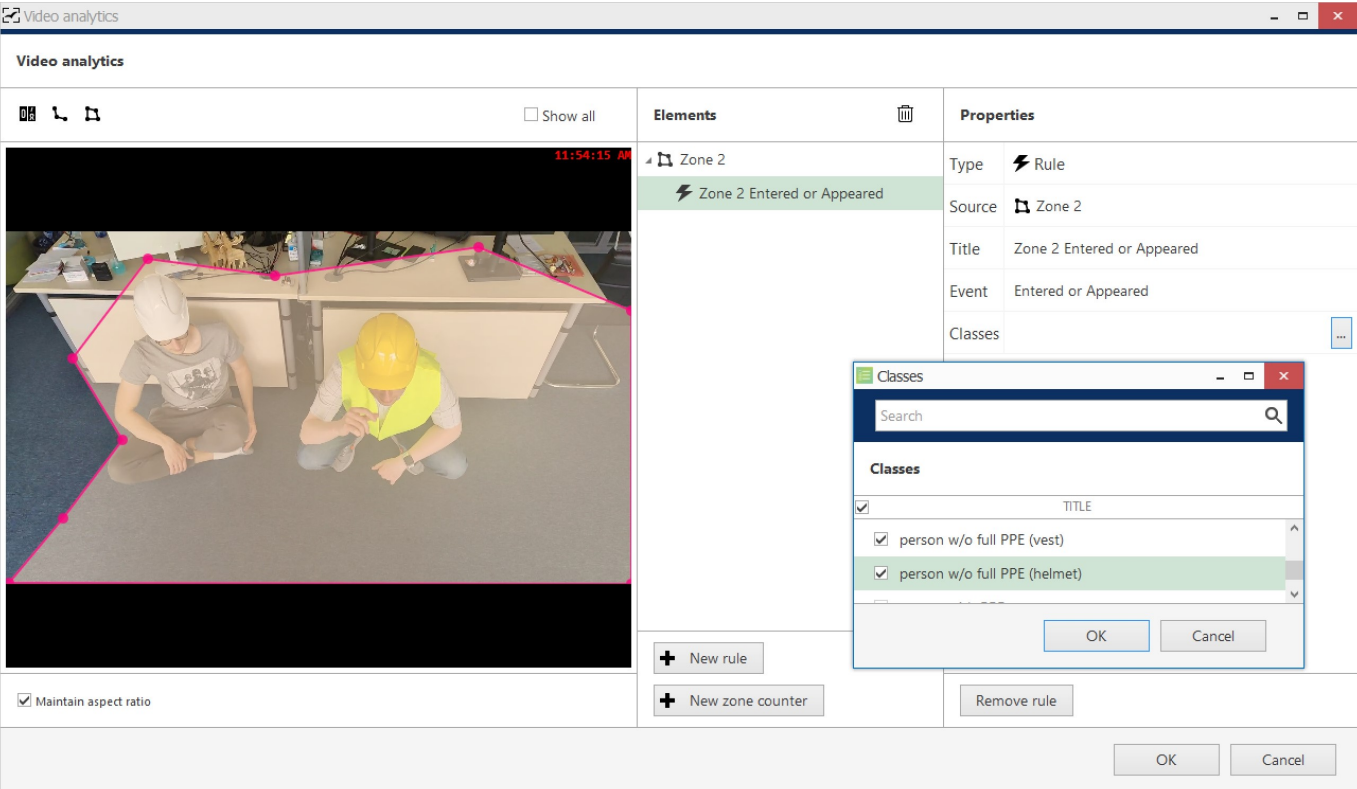 Video analytics
Video analytics
Show all
Elements
Properties
11:54:15 AM
Zone 2
Zone 2 Entered or Appeared
Type
Rule
Source
Zone 2
Title
Zone 2 Entered or Appeared
Event
Entered or Appeared
Classes
...
Classes
Search
Classes
TITLE
person w/o full PPE (vest)
person w/o full PPE (helmet)
OK
Cancel
New rule
New zone counter
Maintain aspect ratio
Remove rule
OK
Cancel